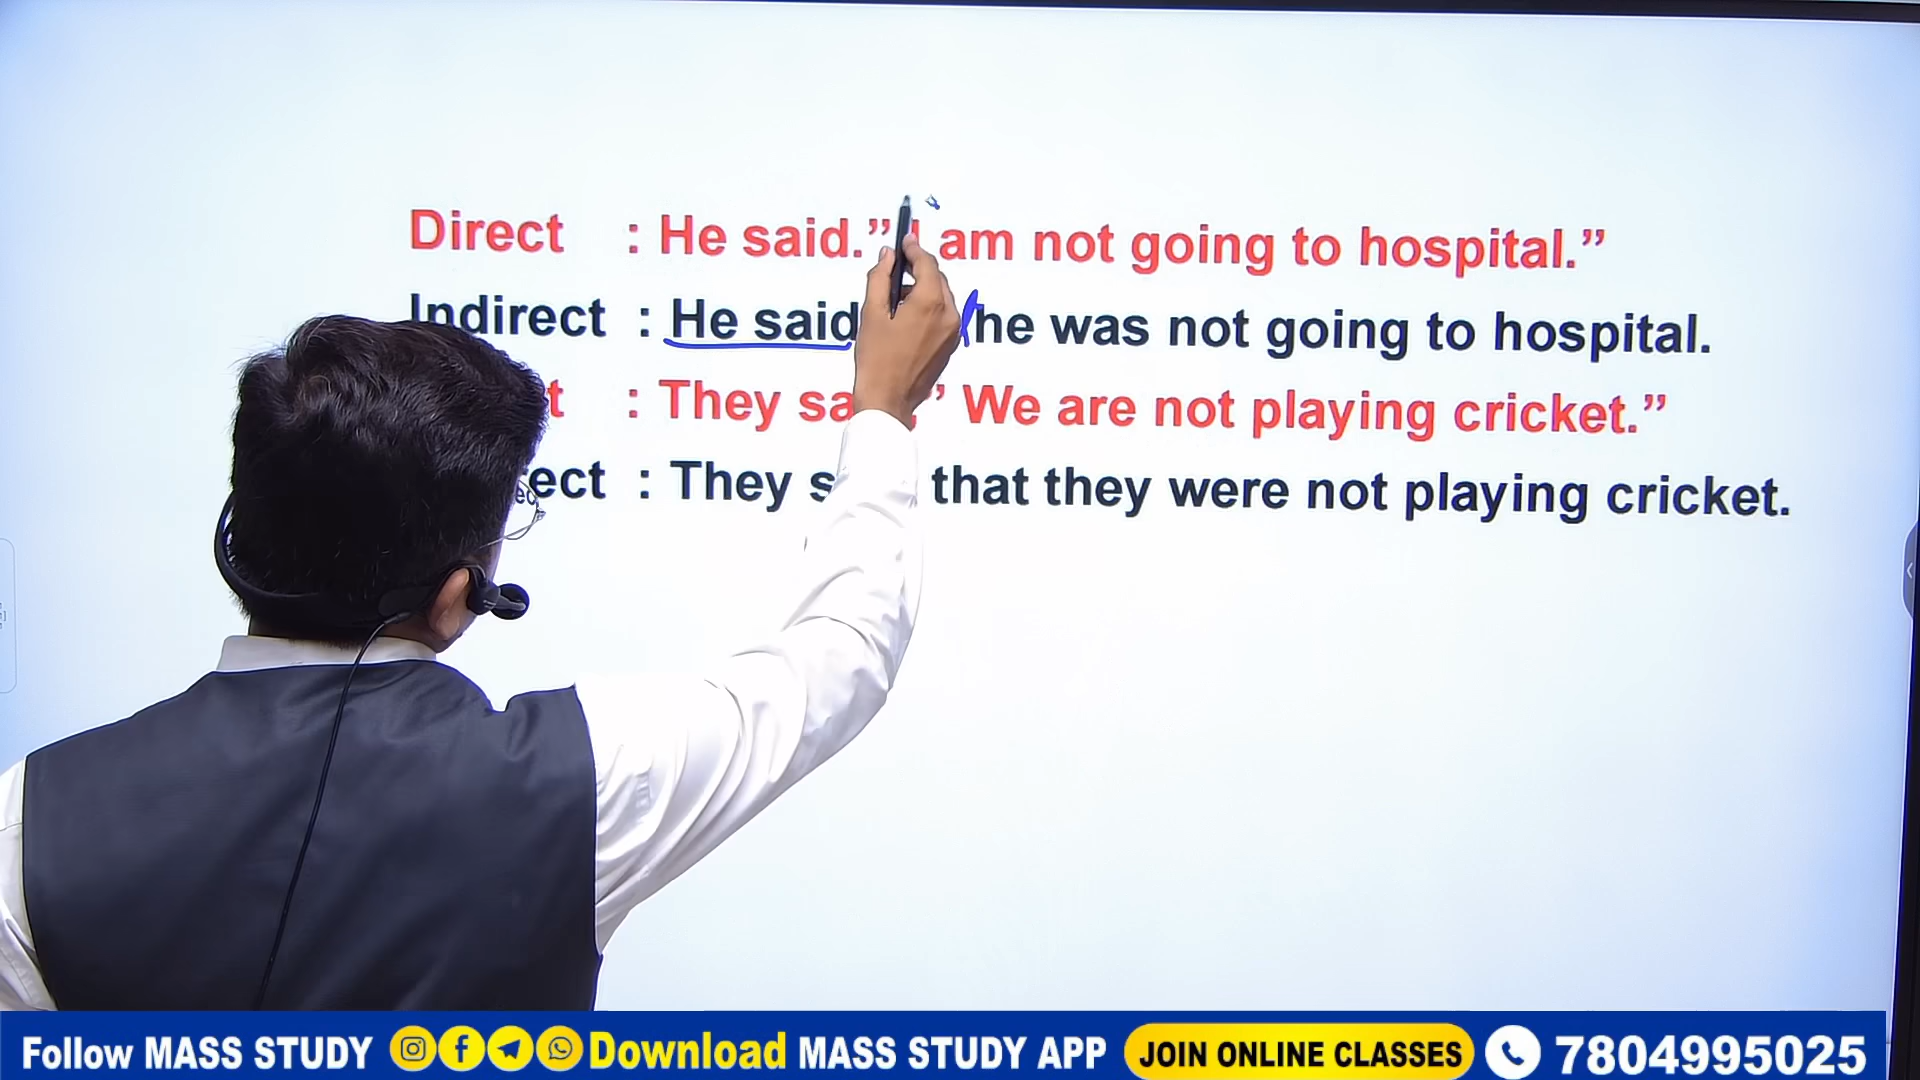 Direct : He said.” I am not going to hospital.”
Indirect : He said he was not going to hospital.
: They ” We are not playing cricket.”
: They that they were not playing cricket.
Follow MASS STUDY Download MASS STUDY APP JOIN ONLINE CLASSES 7804995025